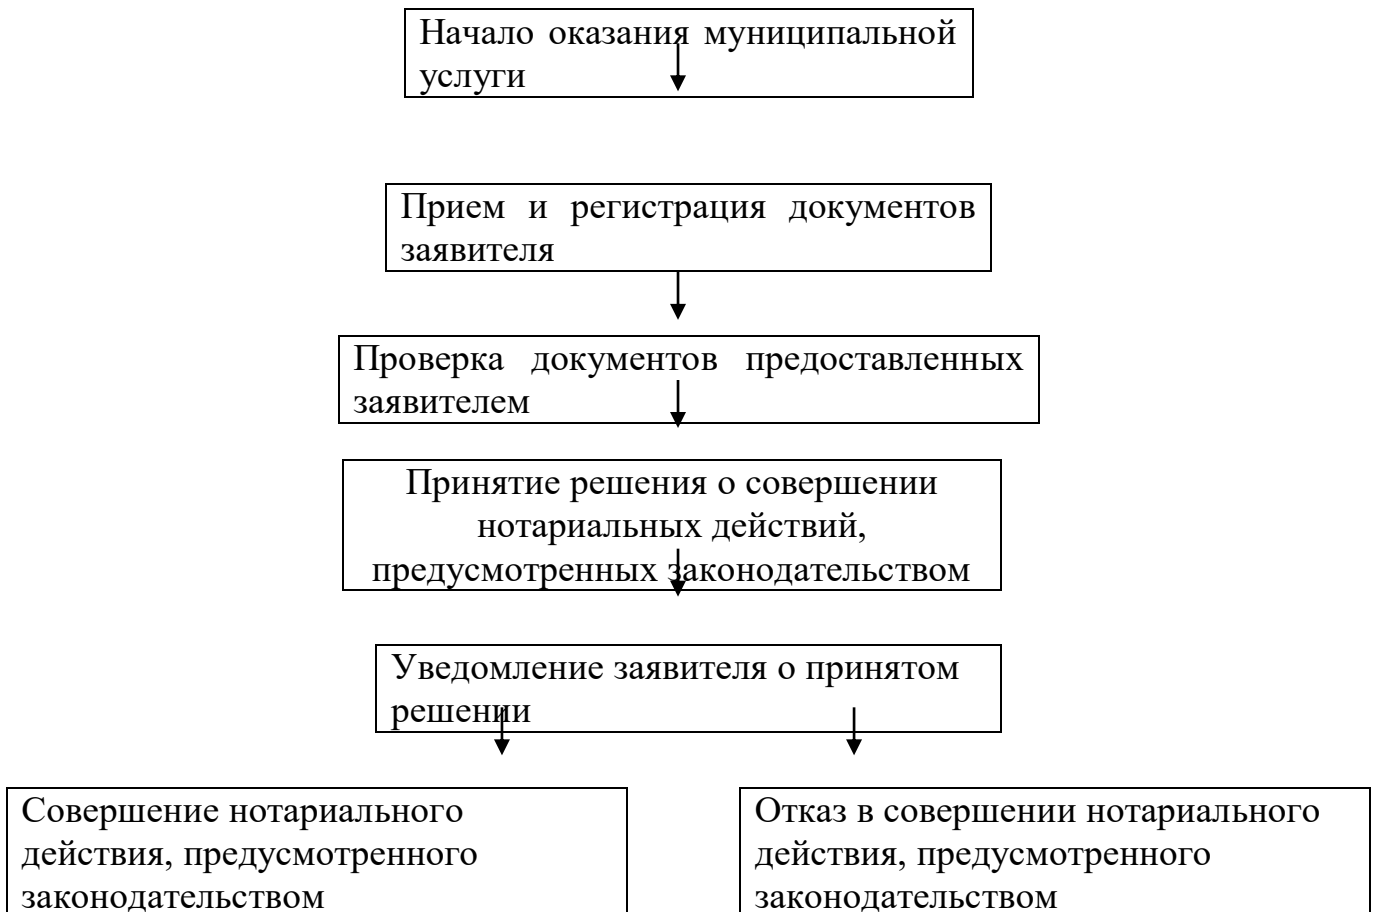 Начало оказания муниципальной
услуги
Прием и регистрация документов
заявителя
Проверка документов предоставленных
заявителем
Принятие решения о совершении
нотариальных действий,
предусмотренных законодательством
Уведомление заявителя о принятом
решении
Совершение нотариального
действия, предусмотренного
законодательством
Отказ в совершении нотариального
действия, предусмотренного
законодательством